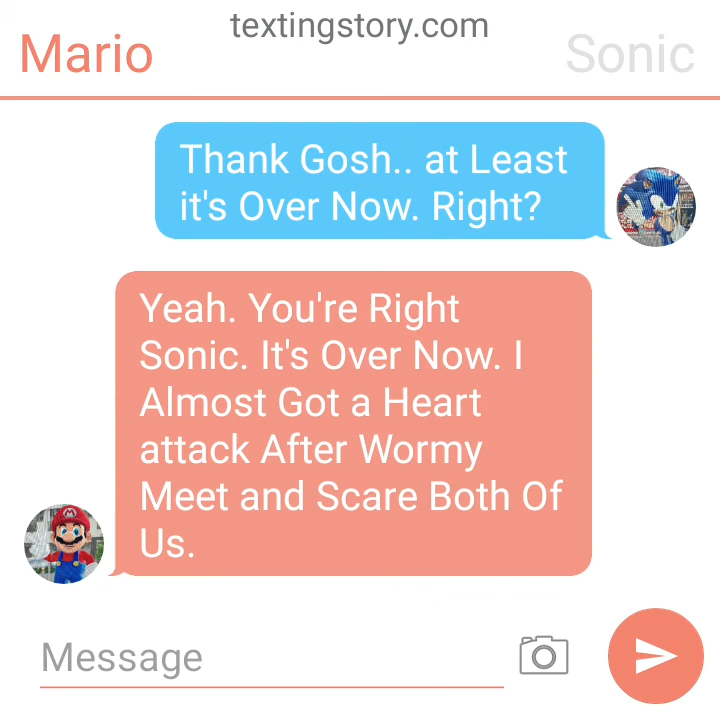 textingstory.com
Mario
Sonic
Thank Gosh.. at Least
it's Over Now. Right?
Yeah. You're Right
Sonic. It's Over Now. I
Almost Got a Heart
attack After Wormy
Meet and Scare Both Of
Us.
Message